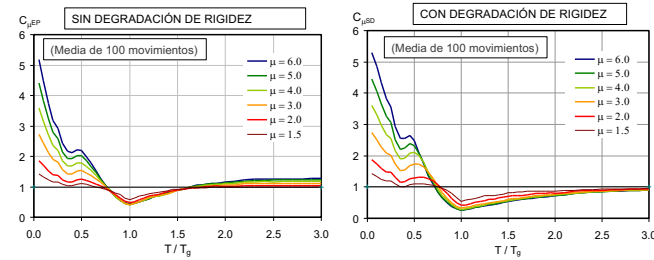 SIN DEGRADACIÓN DE RIGIDEZ
CμEP
(Media de 100 movimientos)
μ = 6.0
μ = 5.0
μ = 4.0
μ = 3.0
μ = 2.0
μ = 1.5
6
5
4
3
2
1
0
0.0 0.5 1.0 1.5 2.0 2.5 3.0
T / Tg
CON DEGRADACIÓN DE RIGIDEZ
CμSD
(Media de 100 movimientos)
μ = 6.0
μ = 5.0
μ = 4.0
μ = 3.0
μ = 2.0
μ = 1.5
6
5
4
3
2
1
0
0.0 0.5 1.0 1.5 2.0 2.5 3.0
T / Tg